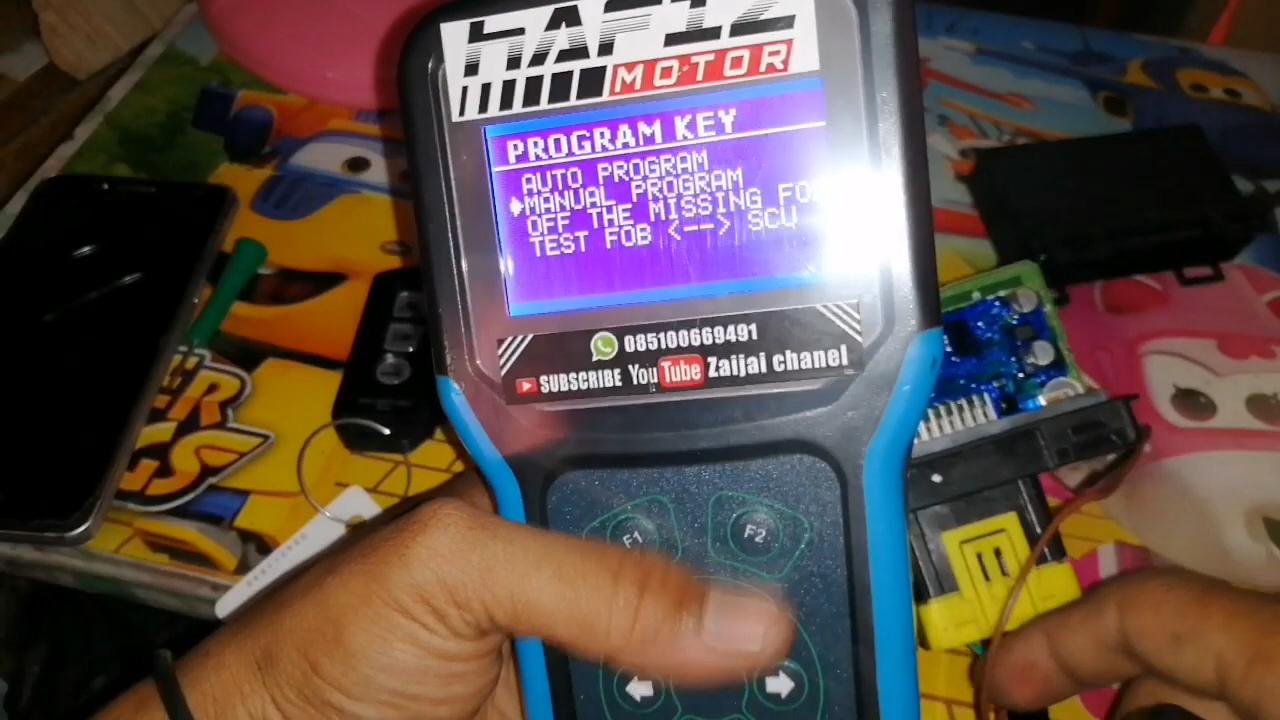 HAFIZ
MOTOR
PROGRAM KEY
AUTO PROGRAM
MANUAL PROGRAM
OFF THE MISSING
TEST FOB <--> SCU
085100669491
SUBSCRIBE YouTube Zaijai chanel
F1
F2